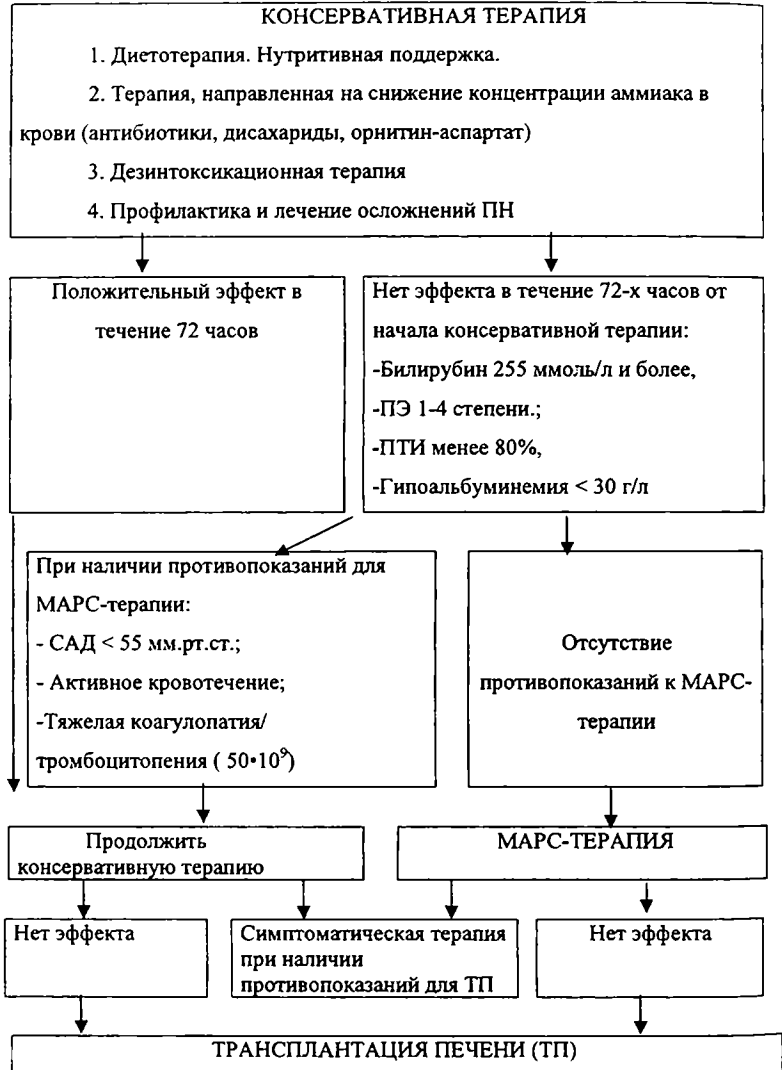 КОНСЕРВАТИВНАЯ ТЕРАПИЯ
1. Диетотерапия. Нутритивная поддержка.
2. Терапия, направленная на снижение концентрации аммиака в
крови (антибиотики, дисахариды, орнитин-аспартат)
3. Дезинтоксикационная терапия
4. Профилактика и лечение осложнений ПН
Положительный эффект в
течение 72 часов
Нет эффекта в течение 72-х часов от
начала консервативной терапии:
-Билирубин 255 ммоль/л и более,
-ПЭ 1-4 степени.;
-ПТИ менее 80%,
-Гипоальбуминемия < 30 г/л
При наличии противопоказаний для
МАРС-терапии:
- САД < 55 мм.рт.ст.;
- Активное кровотечение;
-Тяжелая коагулопатия/
тромбоцитопения ( 50•10⁹)
Отсутствие
противопоказаний к МАРС-
терапии
Продолжить
консервативную терапию
МАРС-ТЕРАПИЯ
Нет эффекта
Симптоматическая терапия
при наличии
противопоказаний для ТП
Нет эффекта
ТРАНСПЛАНТАЦИЯ ПЕЧЕНИ (ТП)